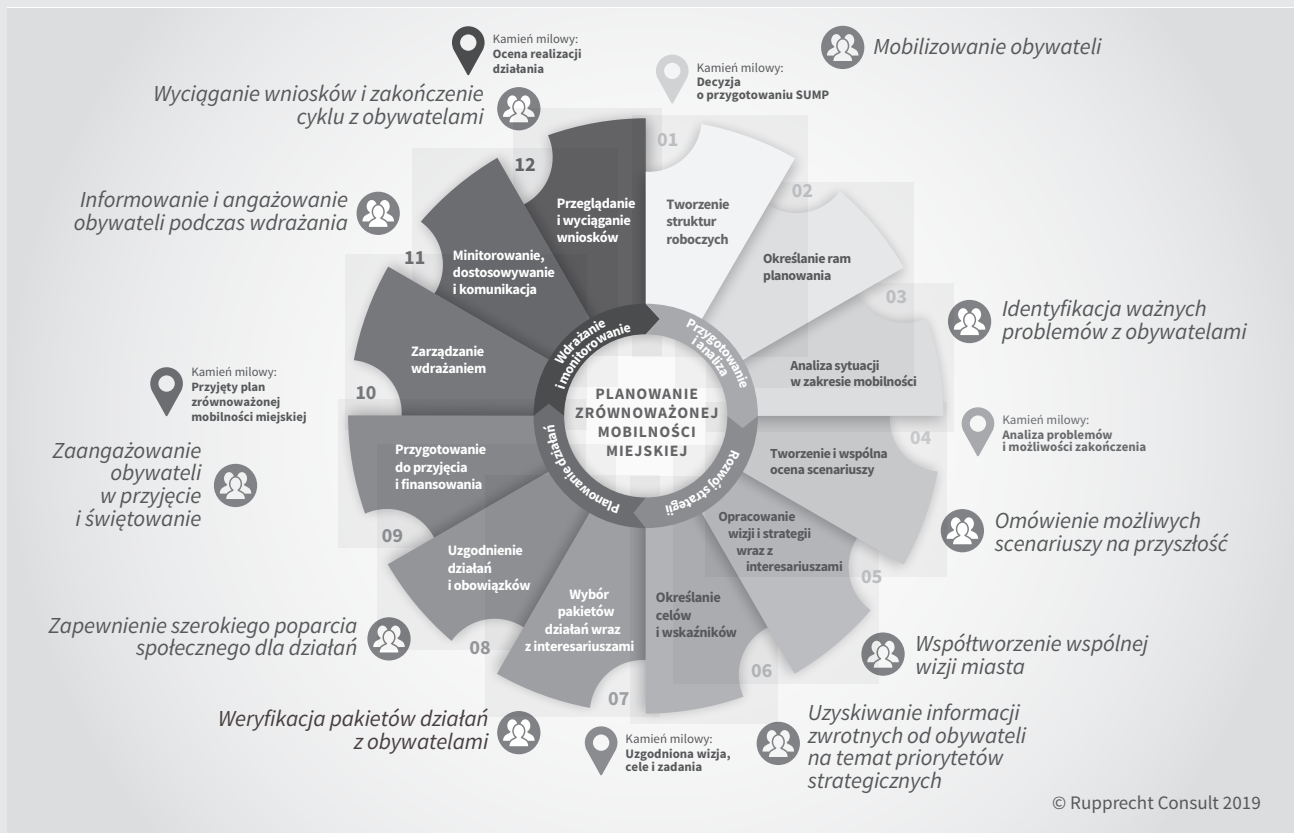 Kamień milowy:
Ocena realizacji
działania
Kamień milowy:
Decyzja
o przygotowaniu SUMP
Mobilizowanie obywateli
Wyciąganie wniosków i zakończenie
cyklu z obywatelami
Informowanie i angażowanie
obywateli podczas wdrażania
01
Tworzenie
struktur
roboczych
02
Określanie ram
planowania
03
Analiza sytuacji
w zakresie mobilności
Identyfikacja ważnych
problemów z obywatelami
Kamień milowy:
Analiza problemów
i możliwości zakończenia
04
Tworzenie i wspólna
ocena scenariuszy
Omówienie możliwych
scenariuszy na przyszłość
05
Opracowanie
wizji i strategii
wraz z
interesariuszami
Współtworzenie wspólnej
wizji miasta
06
Określanie
celów
i wskaźników
Uzyskiwanie informacji
zwrotnych od obywateli
na temat priorytetów
strategicznych
Kamień milowy:
Uzgodniona wizja,
cele i zadania
07
Wybór
pakietów
działań wraz
z interesariuszami
Weryfikacja pakietów działań
z obywatelami
08
Uzgodnienie
działań
i obowiązków
Zapewnienie szerokiego poparcia
społecznego dla działań
09
Przygotowanie
do przyjęcia
i finansowania
Zaangażowanie
obywateli
w przyjęcie
i świętowanie
Kamień milowy:
Przyjęty plan
zrównoważonej
mobilności miejskiej
10
Zarządzanie
wdrażaniem
11
Minitorowanie,
dostosowywanie
i komunikacja
12
Przeglądanie
i wyciąganie
wniosków
Przygotowanie
i analiza
Rozwój strategii
Planowanie działań
Wdrażanie
i monitorowanie
PLANOWANIE
ZRÓWNOWAŻONEJ
MOBILNOŚCI
MIEJSKIEJ
© Rupprecht Consult 2019